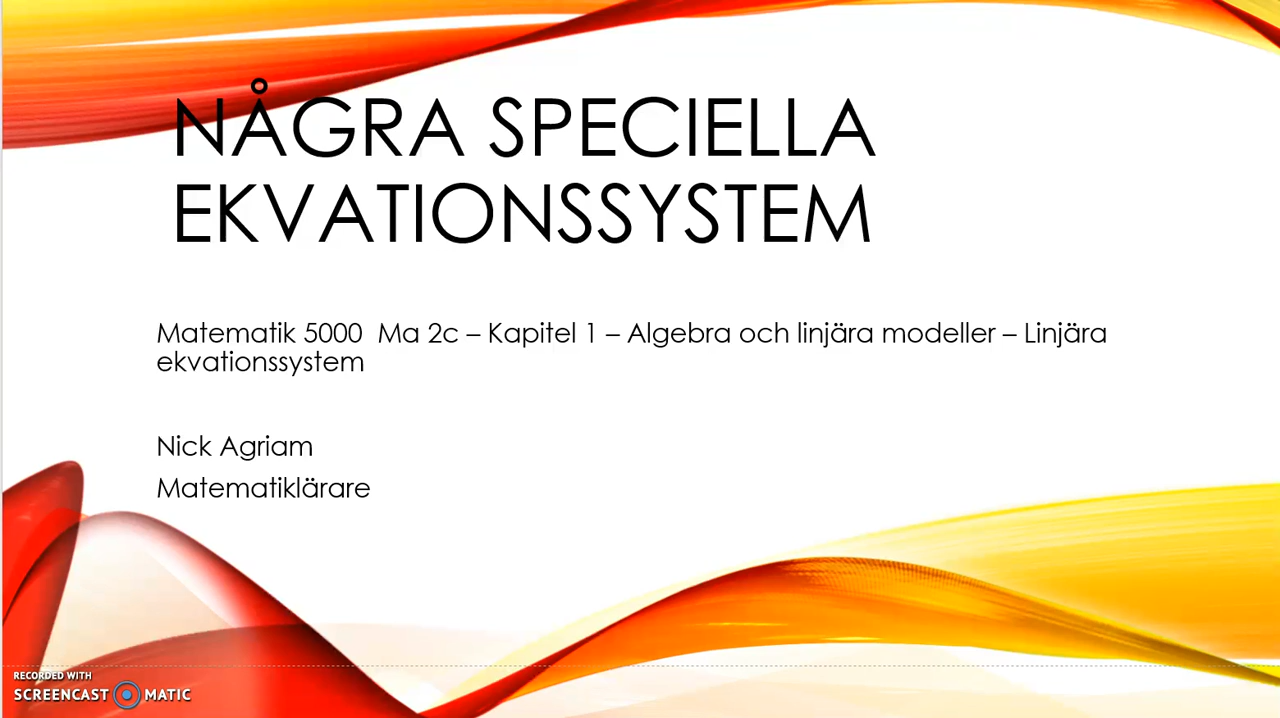 NÅGRA SPECIELLA
EKVATIONSSYSTEM
Matematik 5000  Ma 2c – Kapitel 1 – Algebra och linjära modeller – Linjära
ekvationssystem
Nick Agriam
Matematiklärare
RECORDED WITH
SCREENCAST MATIC